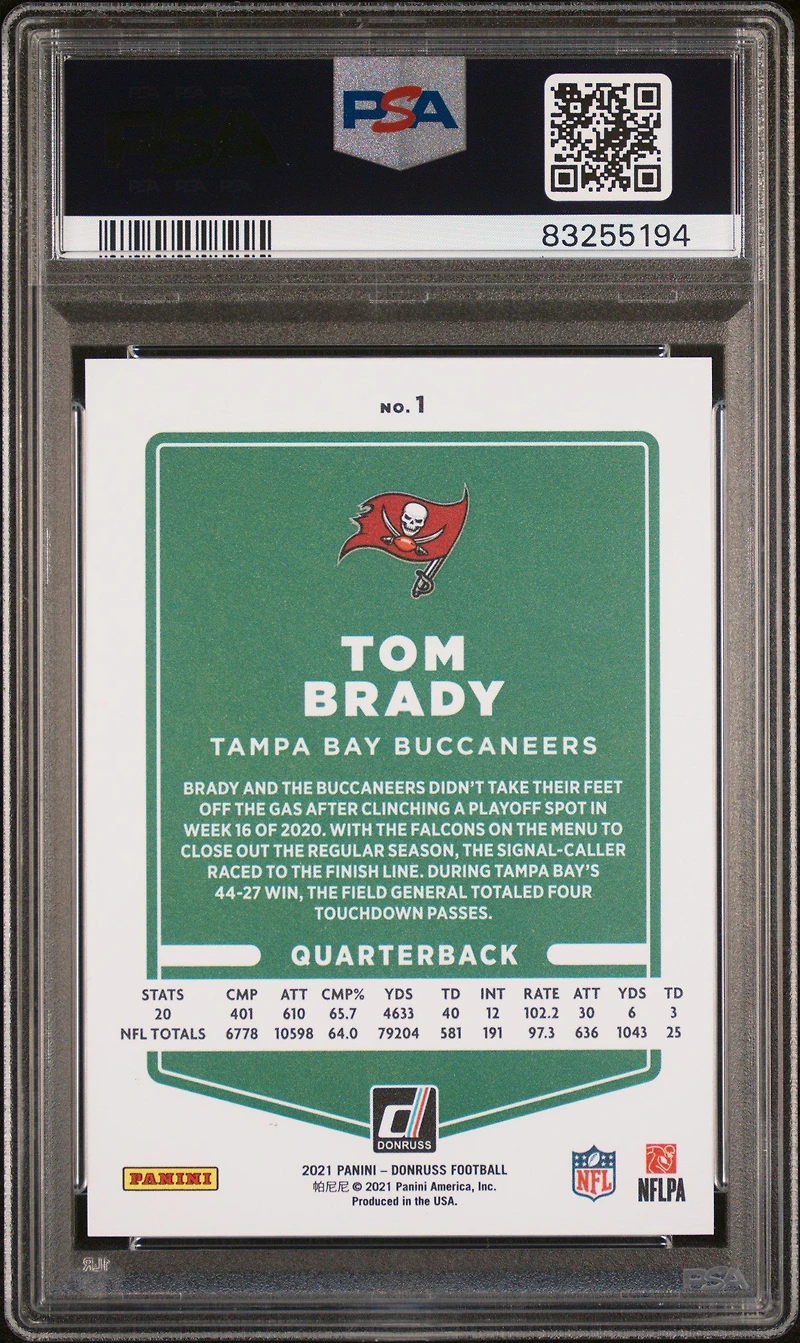 PSA
83255194
NO. 1
TOM
BRADY
TAMPA BAY BUCCANEERS
BRADY AND THE BUCCANEERS DIDN'T TAKE THEIR FEET
OFF THE GAS AFTER CLINCHING A PLAYOFF SPOT IN
WEEK 16 OF 2020. WITH THE FALCONS ON THE MENU TO
CLOSE OUT THE REGULAR SEASON, THE SIGNAL-CALLER
RACED TO THE FINISH LINE. DURING TAMPA BAY'S
44-27 WIN, THE FIELD GENERAL TOTALED FOUR
TOUCHDOWN PASSES.
QUARTERBACK
STATS CMP ATT CMP% YDS TD INT RATE ATT YDS TD
20 401 610 65.7 4633 40 12 102.2 30 6 3
NFL TOTALS 6778 10598 64.0 79204 581 191 97.3 636 1043 25
d
DONRUSS
PANINI
2021 PANINI – DONRUSS FOOTBALL
帕尼尼 © 2021 Panini America, Inc.
Produced in the USA.
NFL
NFLPA
PSA